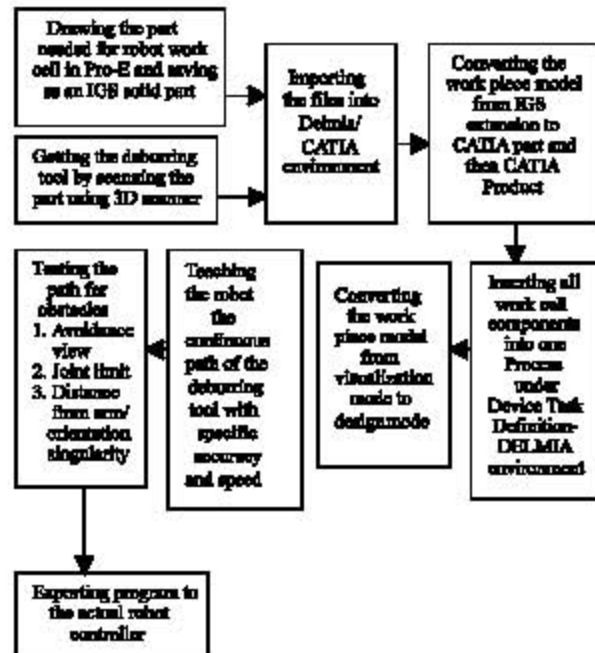 Drawing the part
needed for robot work
cell in Pro-E and saving
as an IGS solid part
Getting the deburring
tool by scanning the
part using 3D scanner
Importing
the files into
Delmia/
CATIA
environment
Converting the
work piece model
from IGS
extension to
CATIA part and
then CATIA
Product
Inserting all
work cell
components
into one
Process
under
Device Task
Definition-
DELMIA
environment
Converting
the work
piece model
from
visualization
mode to
design mode
Teaching
the robot
the
continuous
path of the
deburring
tool with
specific
accuracy
and speed
Testing the
path for
obstacles
1. Avoidance
view
2. Joint limit
3. Distance
from arm/
orientation
singularity
Exporting program to
the actual robot
controller